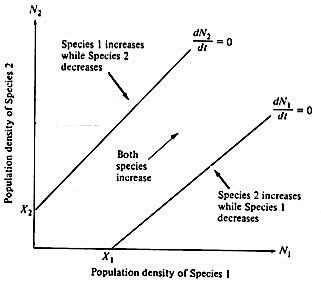 N₂
Species 1 increases
while Species 2
decreases
dN₂/dt = 0
dN₁/dt = 0
Both
species
increase
Species 2 increases
while Species 1
decreases
X₂
X₁
N₁
Population density of Species 2
Population density of Species 1